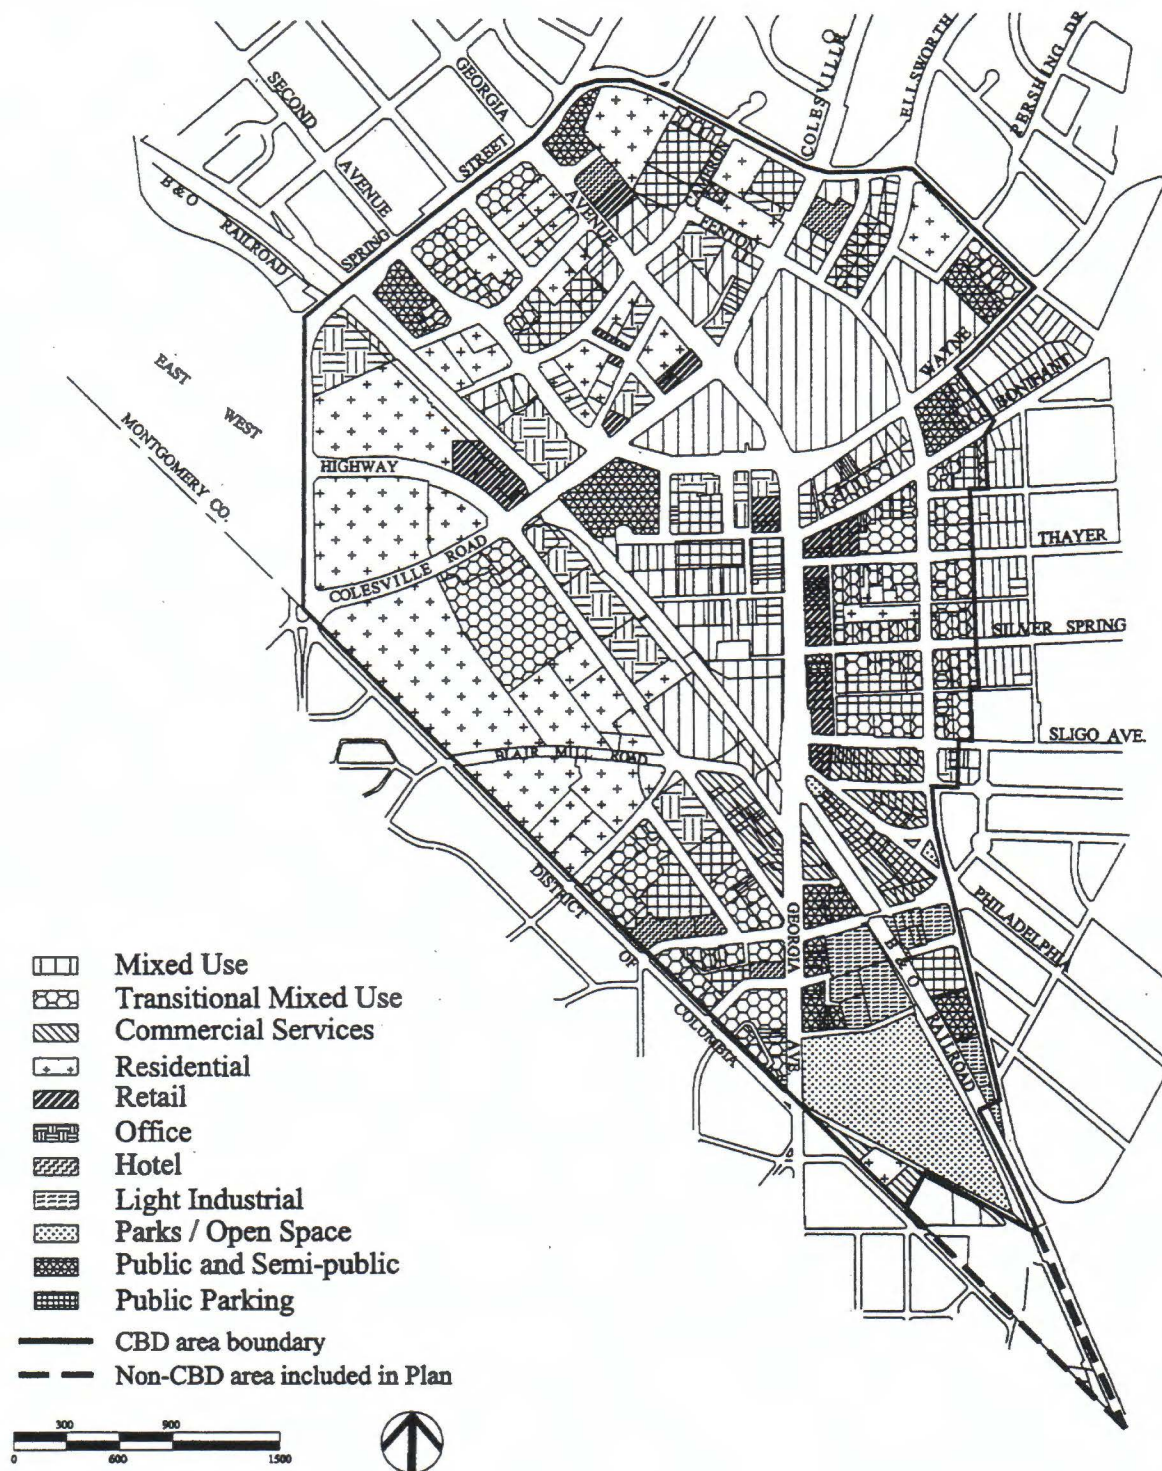 COLESVILLE
ELLSWORTH
PERSHING DR
SECOND
AVENUE
GEORGIA
AVENUE
SPRING
STREET
CAMERON
FENTON
B & O
RAILROAD
WAYNE
BONIFANT
EAST
WEST
HIGHWAY
MONTGOMERY CO.
COLESVILLE ROAD
THAYER
SILVER SPRING
SLIGO AVE.
BLAIR MILL ROAD
PHILADELPHIA
DISTRICT
OF
COLUMBIA
GEORGIA
AVE.
B & O
RAILROAD
Mixed Use
Transitional Mixed Use
Commercial Services
Residential
Retail
Office
Hotel
Light Industrial
Parks / Open Space
Public and Semi-public
Public Parking
CBD area boundary
Non-CBD area included in Plan
300 900
0 600 1500